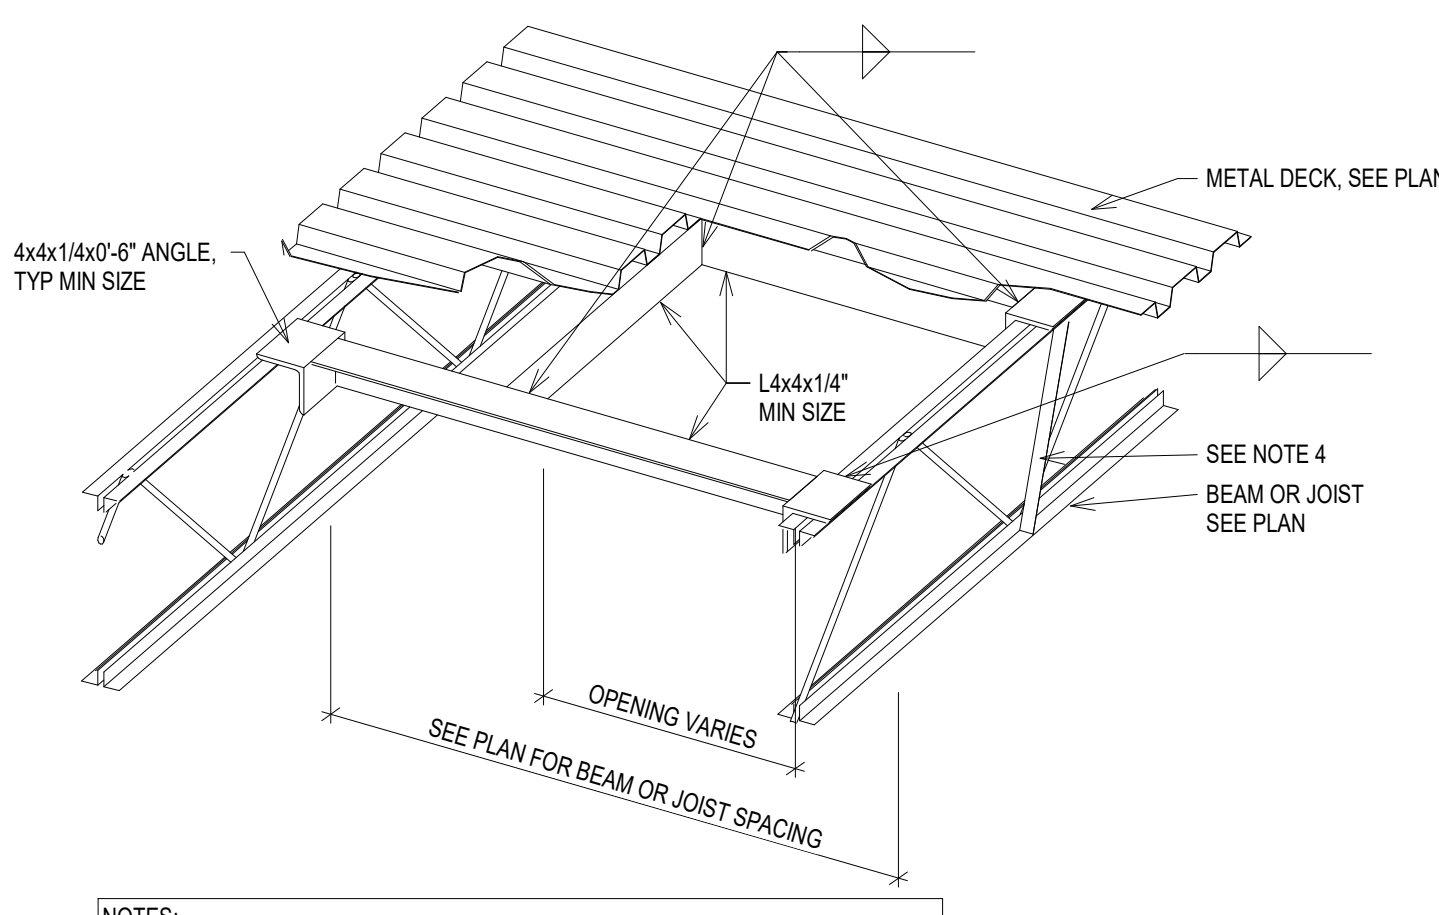 METAL DECK, SEE PLAN
4x4x1/4x0'-6" ANGLE,
TYP MIN SIZE
L4x4x1/4"
MIN SIZE
SEE NOTE 4
BEAM OR JOIST
SEE PLAN
OPENING VARIES
SEE PLAN FOR BEAM OR JOIST SPACING
NOTES: